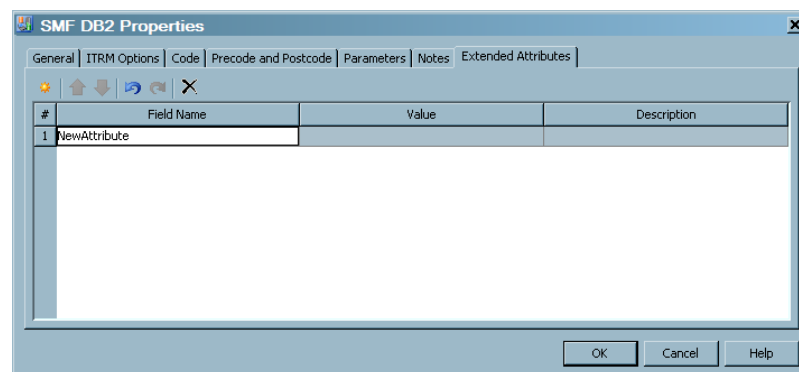 SMF DB2 Properties
General ITRM Options Code Precode and Postcode Parameters Notes Extended Attributes
# Field Name Value Description
1 NewAttribute
OK Cancel Help